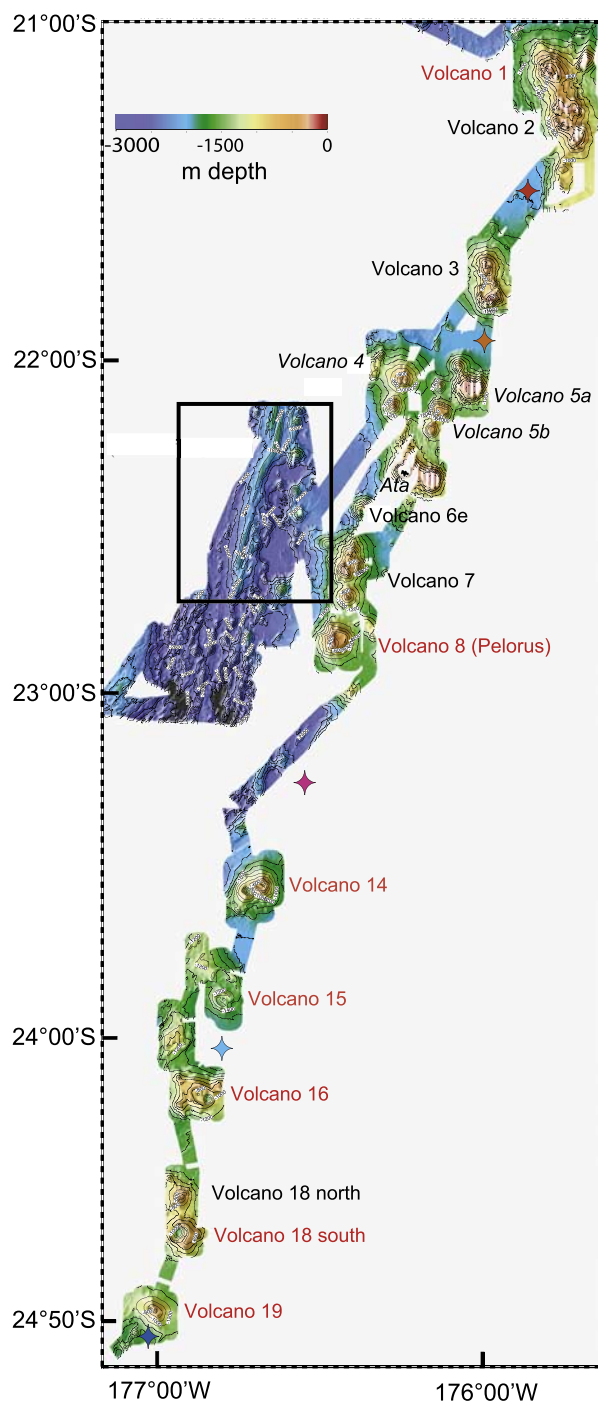 21°00'S
Volcano 1
Volcano 2
-3000 -1500 0
m depth
Volcano 3
22°00'S
Volcano 4
Volcano 5a
Volcano 5b
Ata
Volcano 6e
Volcano 7
Volcano 8 (Pelorus)
23°00'S
Volcano 14
Volcano 15
24°00'S
Volcano 16
Volcano 18 north
Volcano 18 south
Volcano 19
24°50'S
177°00'W 176°00'W